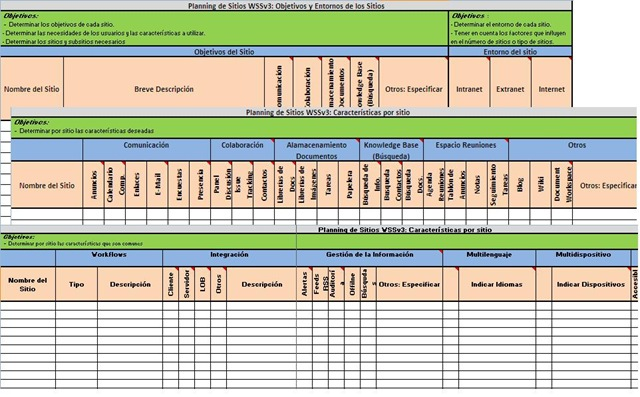 Planning de Sitios WSSv3: Objetivos y Entornos de los Sitios
Objetivos:
- Determinar los objetivos de cada sitio.
- Determinar las necesidades de los usuarios y las características a utilizar.
- Determinar los sitios y subsitios necesarios
Objetivos :
- Determinar el entorno de cada sitio.
- Tener en cuenta los factores que influyen
en el número de sitios o tipo de sitios.
Objetivos del Sitio
Entorno del sitio
Nombre del Sitio
Breve Descripción
omunicación
olaboración
macenamiento
Documentos
owledge Base
(Búsqueda)
Otros: Especificar
Intranet
Extranet
Internet
Planning de Sitios WSSv3: Características por sitio
Objetivos:
- Determinar por sitio las características deseadas
Comunicación
Colaboración
Alamacenamiento
Documentos
Knowledge Base
(Búsqueda)
Espacio Reuniones
Otros
Nombre del Sitio
Anuncios
Calendario
Comp.
Enlaces
E-Mail
Encuestas
Presencia
Panel
Discusión
Issue
Tracking
Contactos
Librerías de
Docs.
Librerías de
Imágenes
Tareas
Papelera
Búsqueda de
Info.
Búsqueda
Contactos
Búsqueda
Docs.
Agenda
Reuniones
Tablón de
Anuncios
Notas
Seguimiento
Tareas
Blog
Wiki
Document
Workspace
Otros: Especificar
Planning de Sitios WSSv3: Características por sitio
Objetivos:
- Determinar por sitio las características que son comunes
Workflows
Integración
Gestión de la Información
Multilenguaje
Multidispositivo
Nombre del
Sitio
Tipo
Descripción
Cliente
Servidor
LOB
Otros
Descripción
Alertas
Feeds
RSS
Auditorí
a
Offline
Búsqueda
s
Otros: Especificar
Indicar Idiomas
Indicar Dispositivos
Accesibl